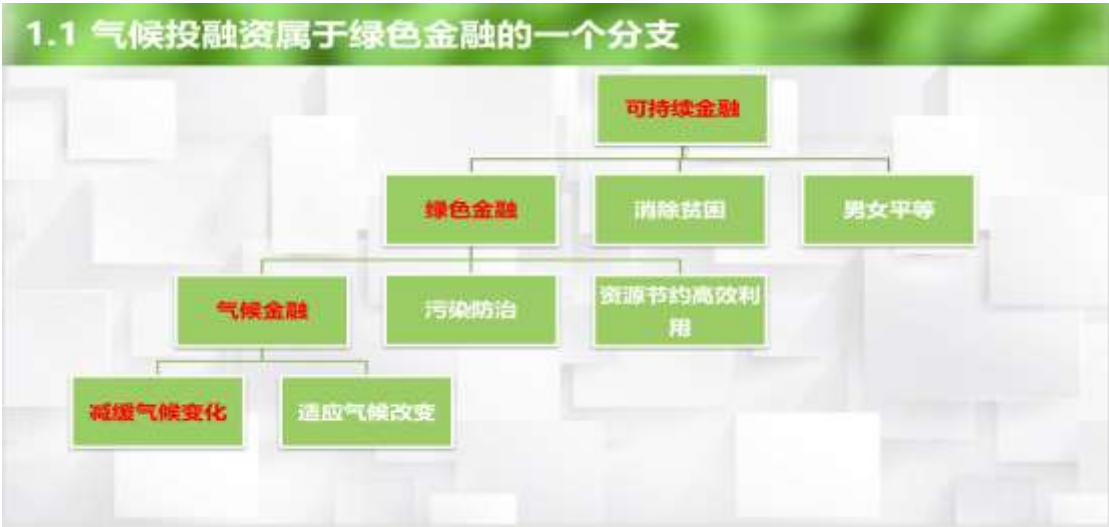 1.1 气候投融资属于绿色金融的一个分支
可持续金融
绿色金融
消除贫困
男女平等
气候金融
污染防治
资源节约高效利
用
减缓气候变化
适应气候改变